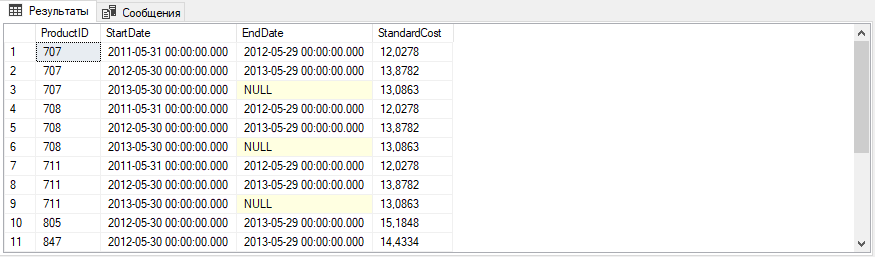 Результаты Сообщения
ProductID StartDate EndDate StandardCost
1 707 2011-05-31 00:00:00.000 2012-05-29 00:00:00.000 12,0278
2 707 2012-05-30 00:00:00.000 2013-05-29 00:00:00.000 13,8782
3 707 2013-05-30 00:00:00.000 NULL 13,0863
4 708 2011-05-31 00:00:00.000 2012-05-29 00:00:00.000 12,0278
5 708 2012-05-30 00:00:00.000 2013-05-29 00:00:00.000 13,8782
6 708 2013-05-30 00:00:00.000 NULL 13,0863
7 711 2011-05-31 00:00:00.000 2012-05-29 00:00:00.000 12,0278
8 711 2012-05-30 00:00:00.000 2013-05-29 00:00:00.000 13,8782
9 711 2013-05-30 00:00:00.000 NULL 13,0863
10 805 2012-05-30 00:00:00.000 2013-05-29 00:00:00.000 15,1848
11 847 2012-05-30 00:00:00.000 2013-05-29 00:00:00.000 14,4334